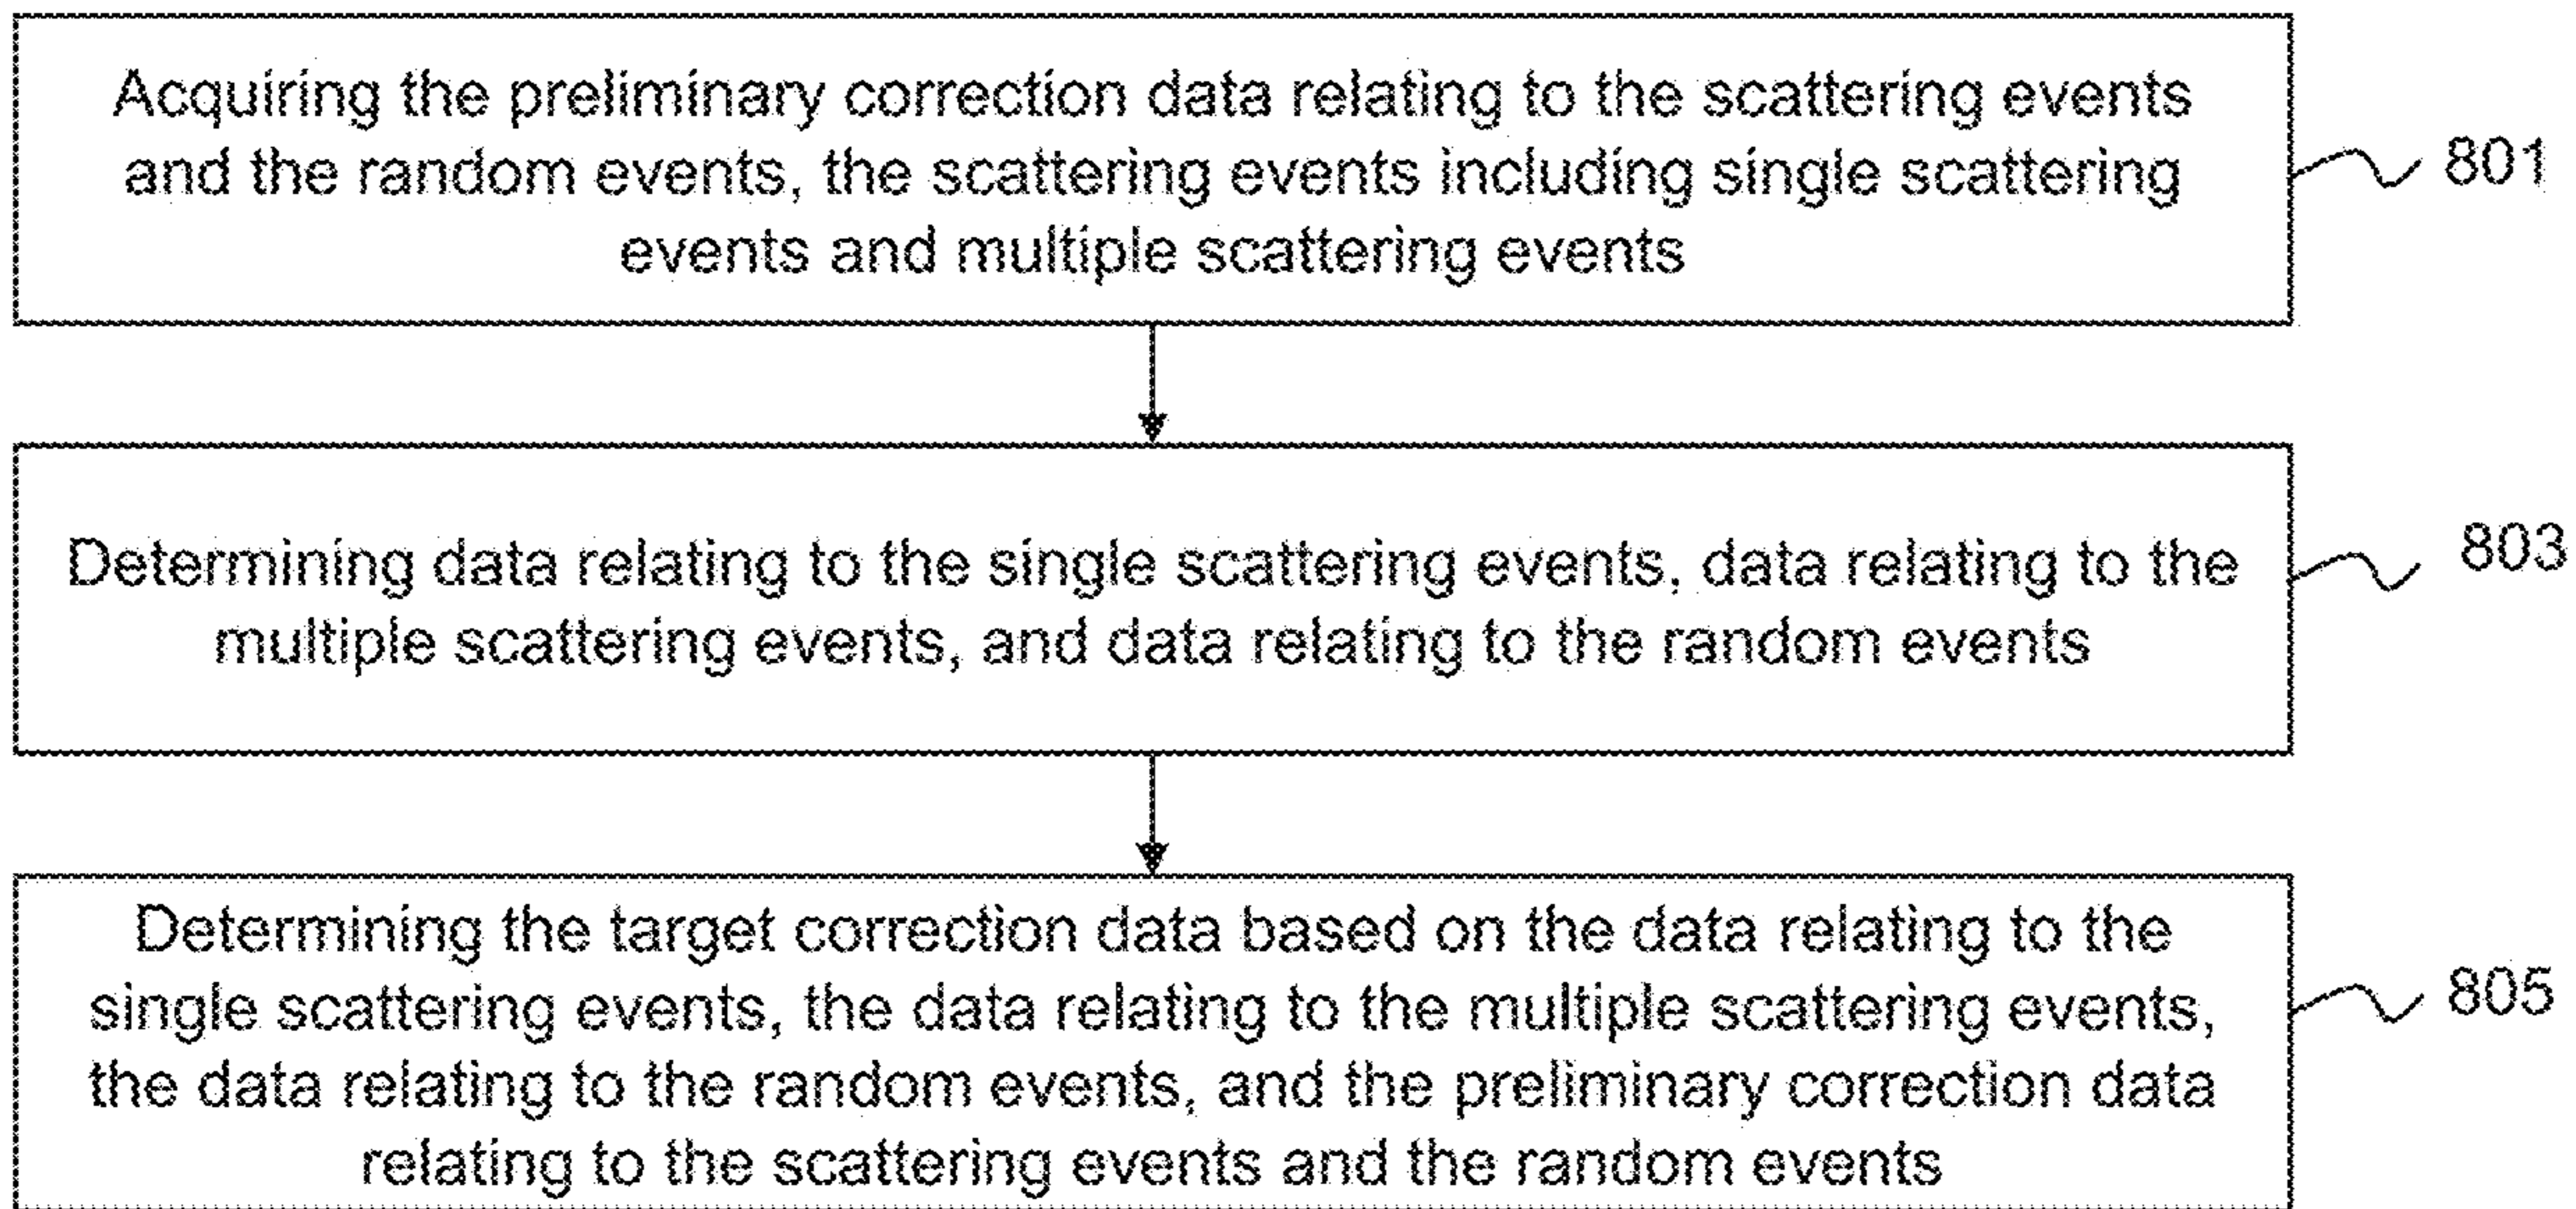 Acquiring the preliminary correction data relating to the scattering events
and the random events, the scattering events including single scattering
events and multiple scattering events
801
Determining data relating to the single scattering events, data relating to the
multiple scattering events, and data relating to the random events
803
Determining the target correction data based on the data relating to the
single scattering events, the data relating to the multiple scattering events,
the data relating to the random events, and the preliminary correction data
relating to the scattering events and the random events
805